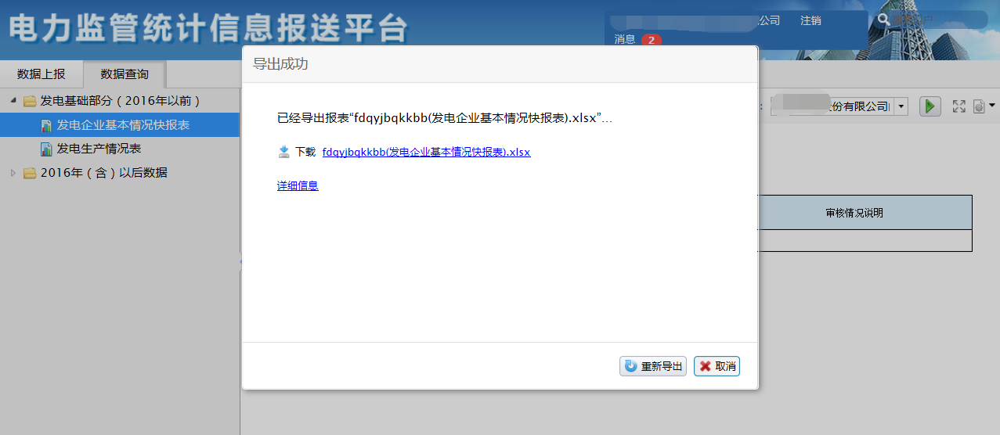 电力监管统计信息报送平台
公司 注销
消息 2
数据上报 数据查询
发电基础部分（2016年以前）
发电企业基本情况快报表
发电生产情况表
2016年（含）以后数据
份有限公司
审核情况说明
导出成功
已经导出报表“fdqyjbqkkbb(发电企业基本情况快报表).xlsx”...
下载 fdqyjbqkkbb(发电企业基本情况快报表).xlsx
详细信息
重新导出 取消